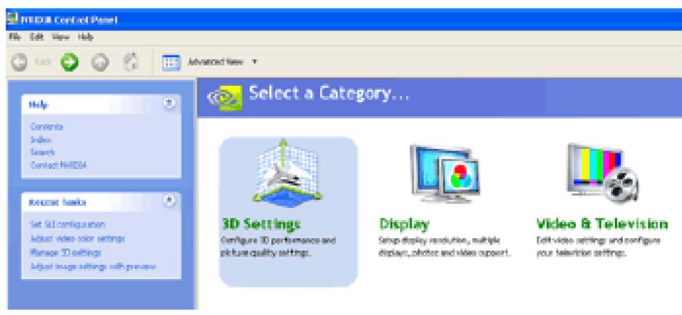 NVIDIA Control Panel
File Edit View Help
Back
Advanced View
Select a Category...
Help
Contents
Index
Search
Contact NVIDIA
Recent Tasks
Set SLI configuration
Adjust video color settings
Manage 3D settings
Adjust image settings with preview
3D Settings
Configure 3D performance and
picture quality settings.
Display
Setup display resolution, multiple
displays, photos and video support.
Video & Television
Edit video settings and configure
your television settings.